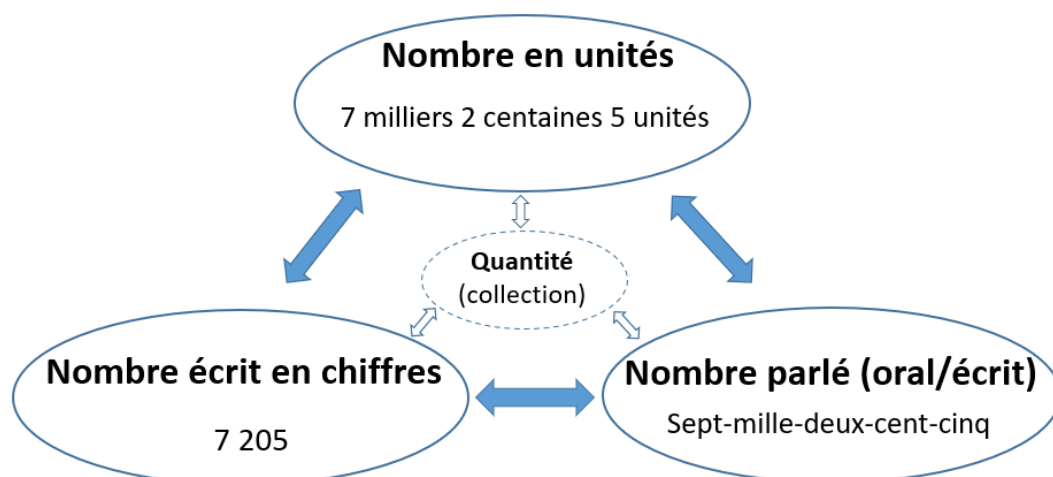 Nombre en unités
7 milliers 2 centaines 5 unités
Quantité
(collection)
Nombre écrit en chiffres
7 205
Nombre parlé (oral/écrit)
Sept-mille-deux-cent-cinq